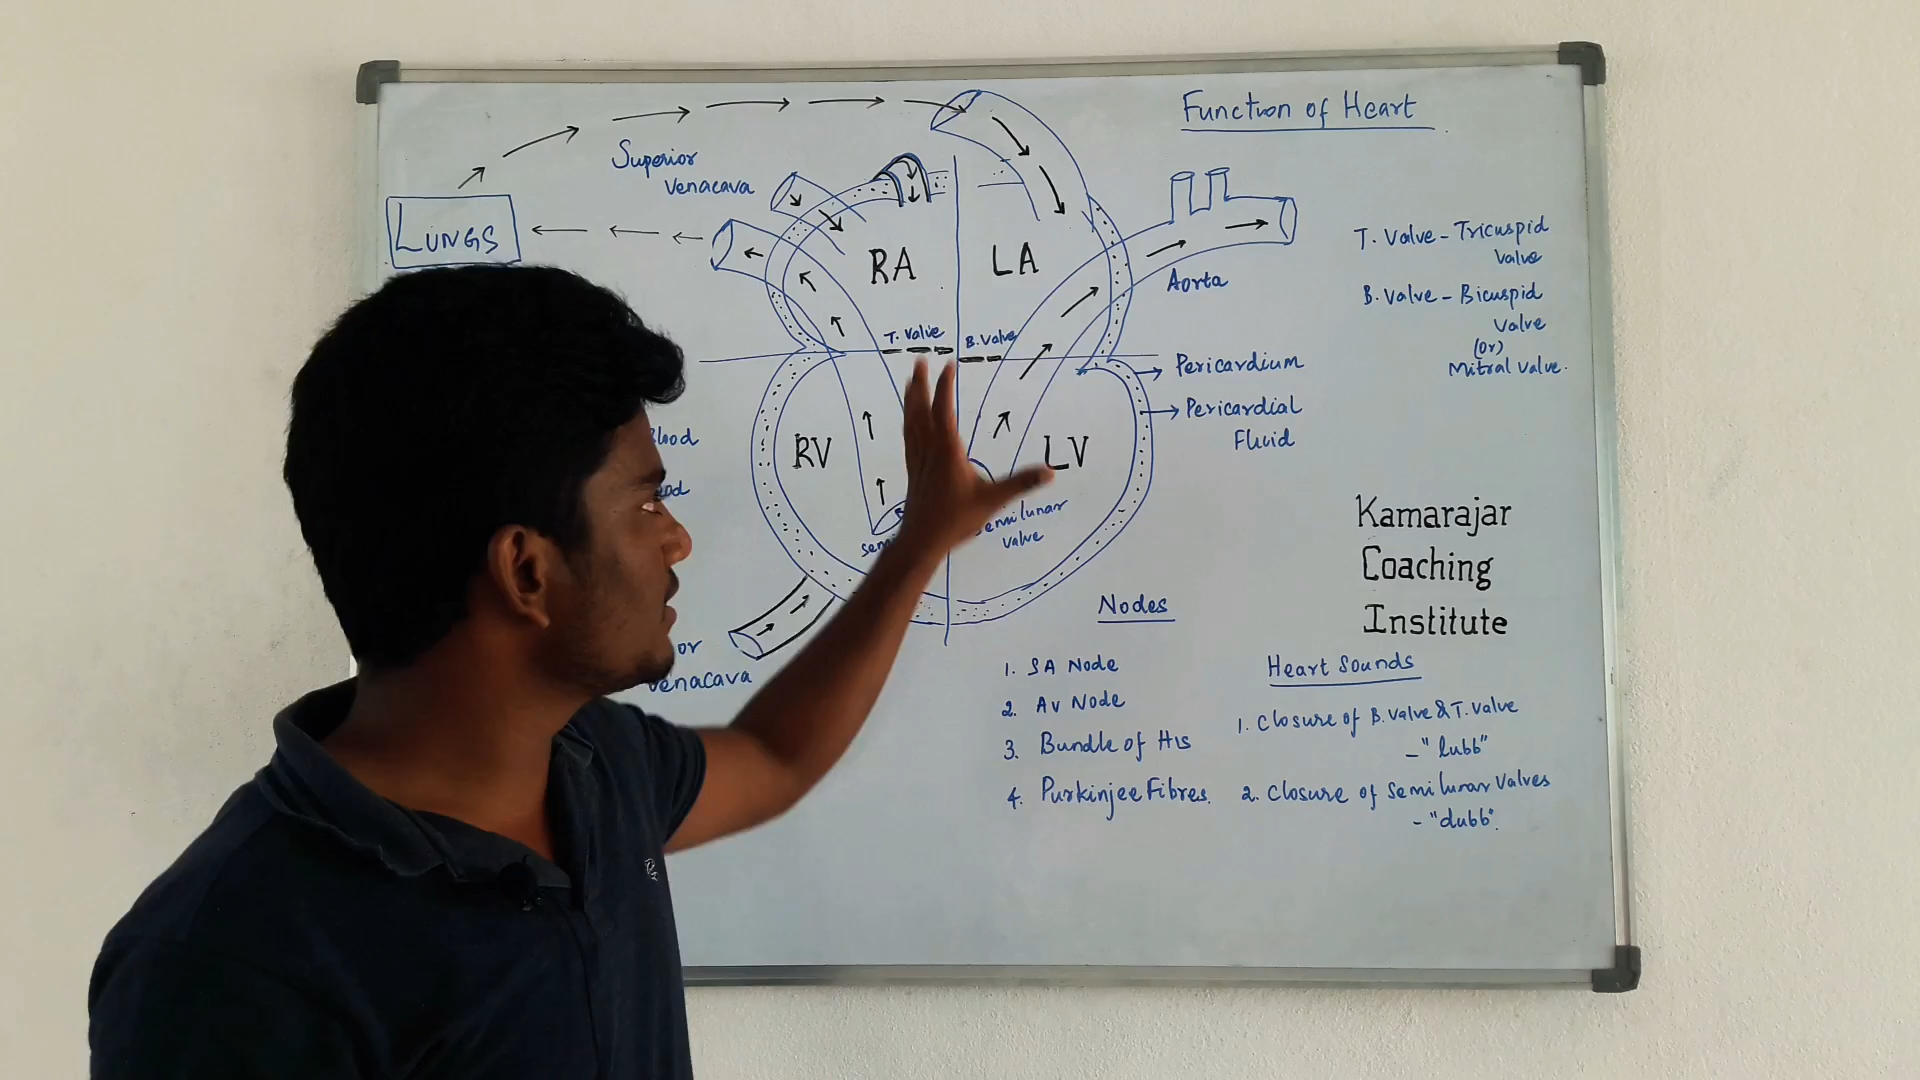 Function of Heart
Superior
Venacava
LUNGS
RA
LA
T. Valve - Tricuspid
Valve
B. Valve - Bicuspid
Valve
(Or)
Mitral Valve.
Aorta
T. Valve
B. Valve
Pericardium
Pericardial
Fluid
Blood
RV
LV
valve
Kamarajar
Coaching
Institute
Venacava
Nodes
1. SA Node
2. AV Node
3. Bundle of His
4. Purkinjee Fibres.
Heart Sounds
1. Closure of B. Valve & T. Valve
- "lubb"
2. Closure of Semilunar Valves
- "dubb".